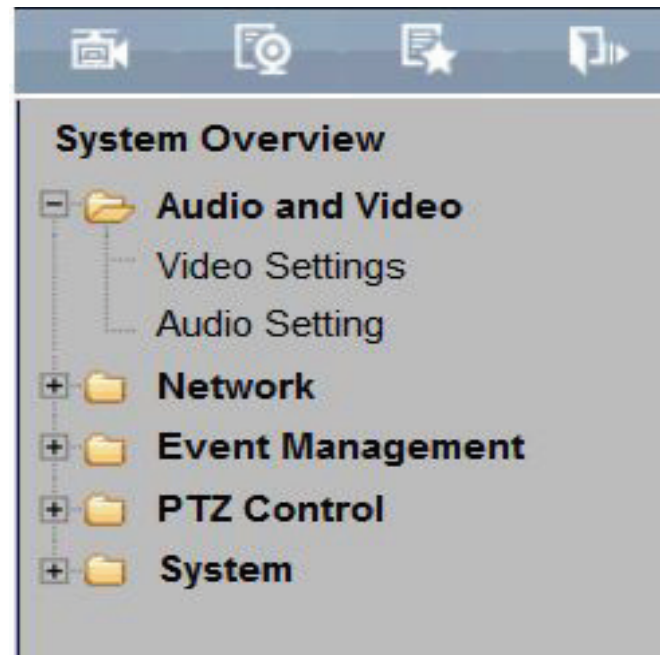 System Overview
Audio and Video
Video Settings
Audio Setting
Network
Event Management
PTZ Control
System